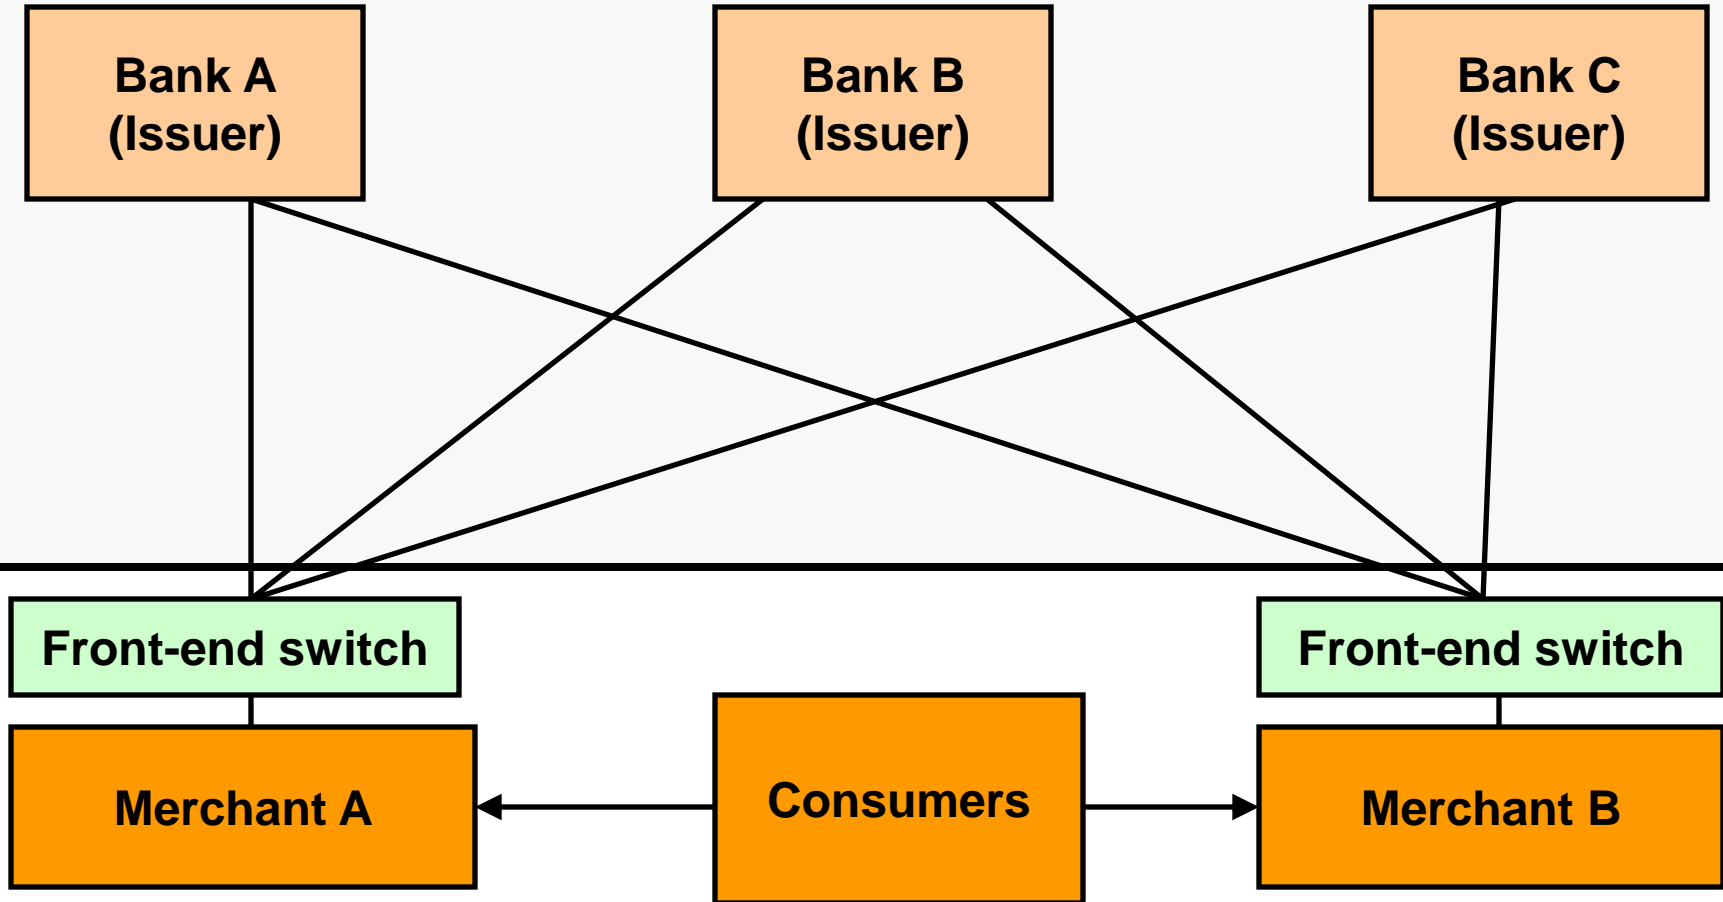 Bank A
(Issuer)
Bank B
(Issuer)
Bank C
(Issuer)
Front-end switch
Front-end switch
Merchant A
Consumers
Merchant B